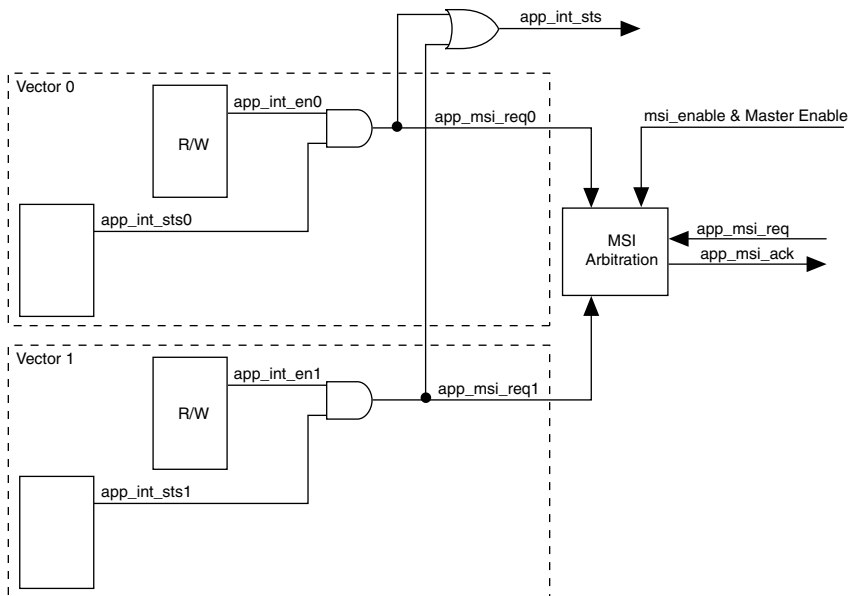 app_int_sts
Vector 0
app_int_en0
R/W
app_msi_req0
msi_enable & Master Enable
app_int_sts0
MSI
Arbitration
app_msi_req
app_msi_ack
Vector 1
app_int_en1
R/W
app_msi_req1
app_int_sts1